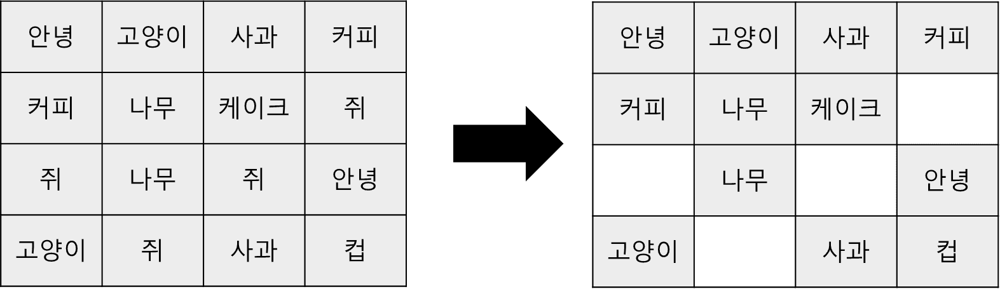 안녕 고양이 사과 커피
커피 나무 케이크 쥐
쥐 나무 쥐 안녕
고양이 쥐 사과 컵
안녕 고양이 사과 커피
커피 나무 케이크
나무 안녕
고양이 사과 컵